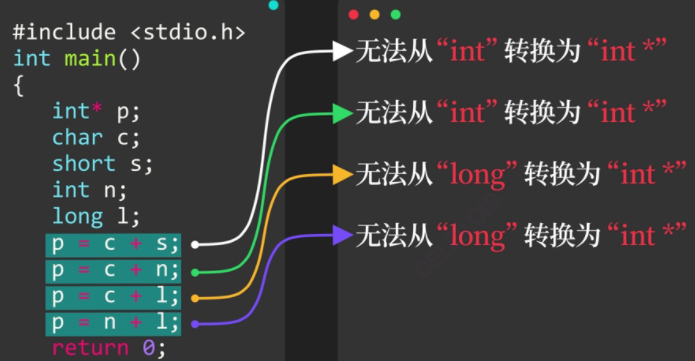 #include <stdio.h>
int main()
{
int* p;
char c;
short s;
int n;
long l;
p = c + s;
p = c + n;
p = c + l;
p = n + l;
return 0;
无法从“int”转换为“int *”
无法从“int”转换为“int *”
无法从“long”转换为“int *”
无法从“long”转换为“int *”